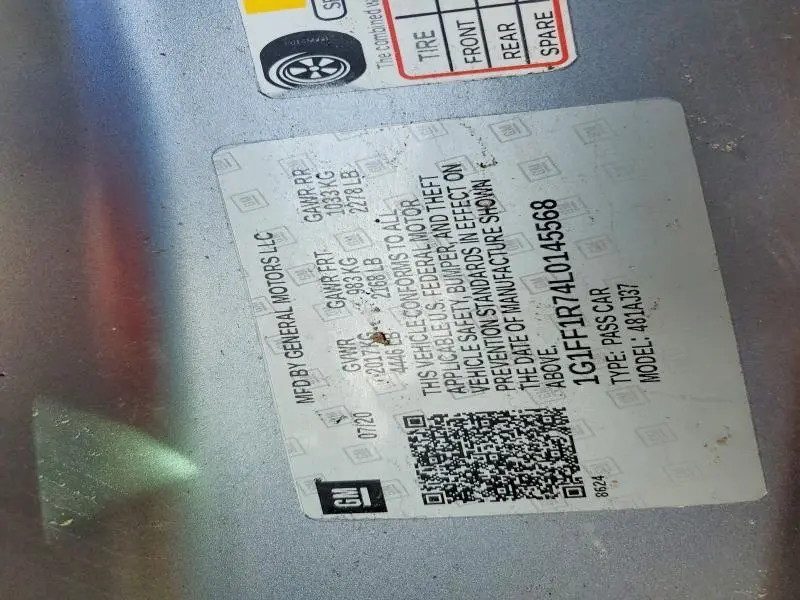 The combined w
TIRE
FRONT
REAR
SPARE
MFD BY GENERAL MOTORS LLC
07/20 GVWR GAWR FRT GAWR RR
2017KG 983 KG 1033 KG
4446 LB 2168 LB 2278 LB
THIS VEHICLE CONFORMS TO ALL
APPLICABLE U.S. FEDERAL MOTOR
VEHICLE SAFETY, BUMPER, AND THEFT
PREVENTION STANDARDS IN EFFECT ON
THE DATE OF MANUFACTURE SHOWN
ABOVE.
1G1FF1R74L0145568
TYPE: PASS CAR
MODEL: 481AJ37
GM
8624